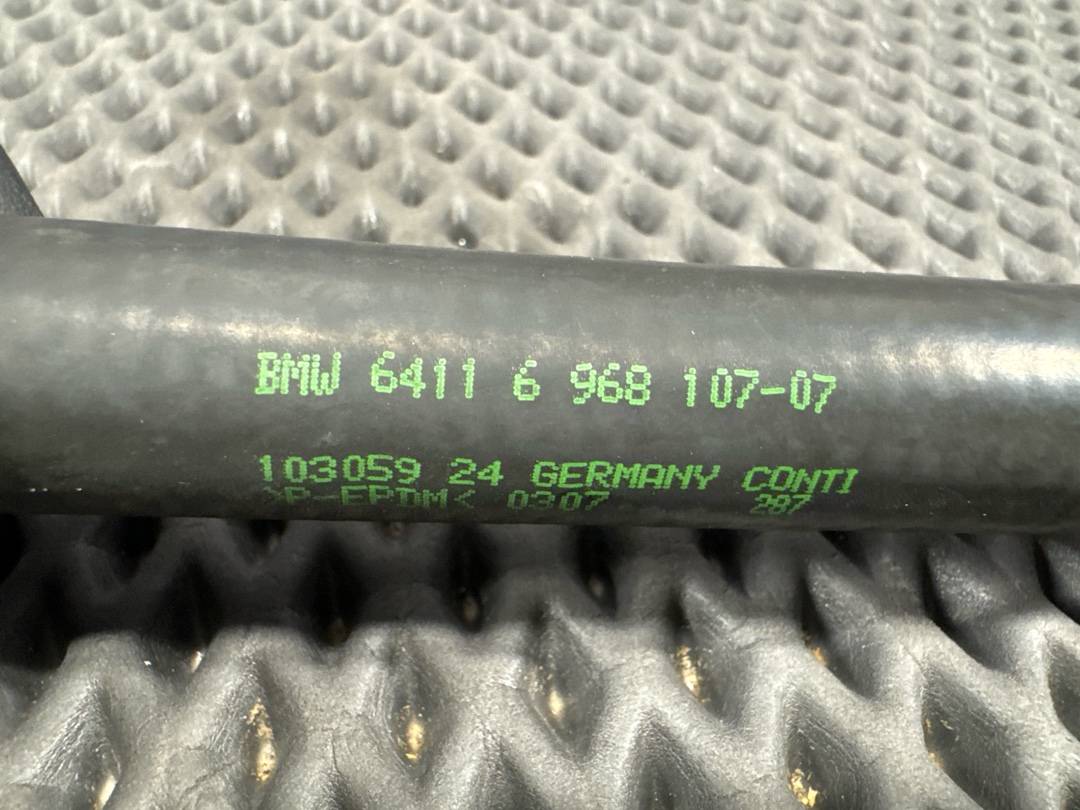 BMW 6411 6 968 107-07
103059 24 GERMANY CONTI
>P-EPDM< 0307 287